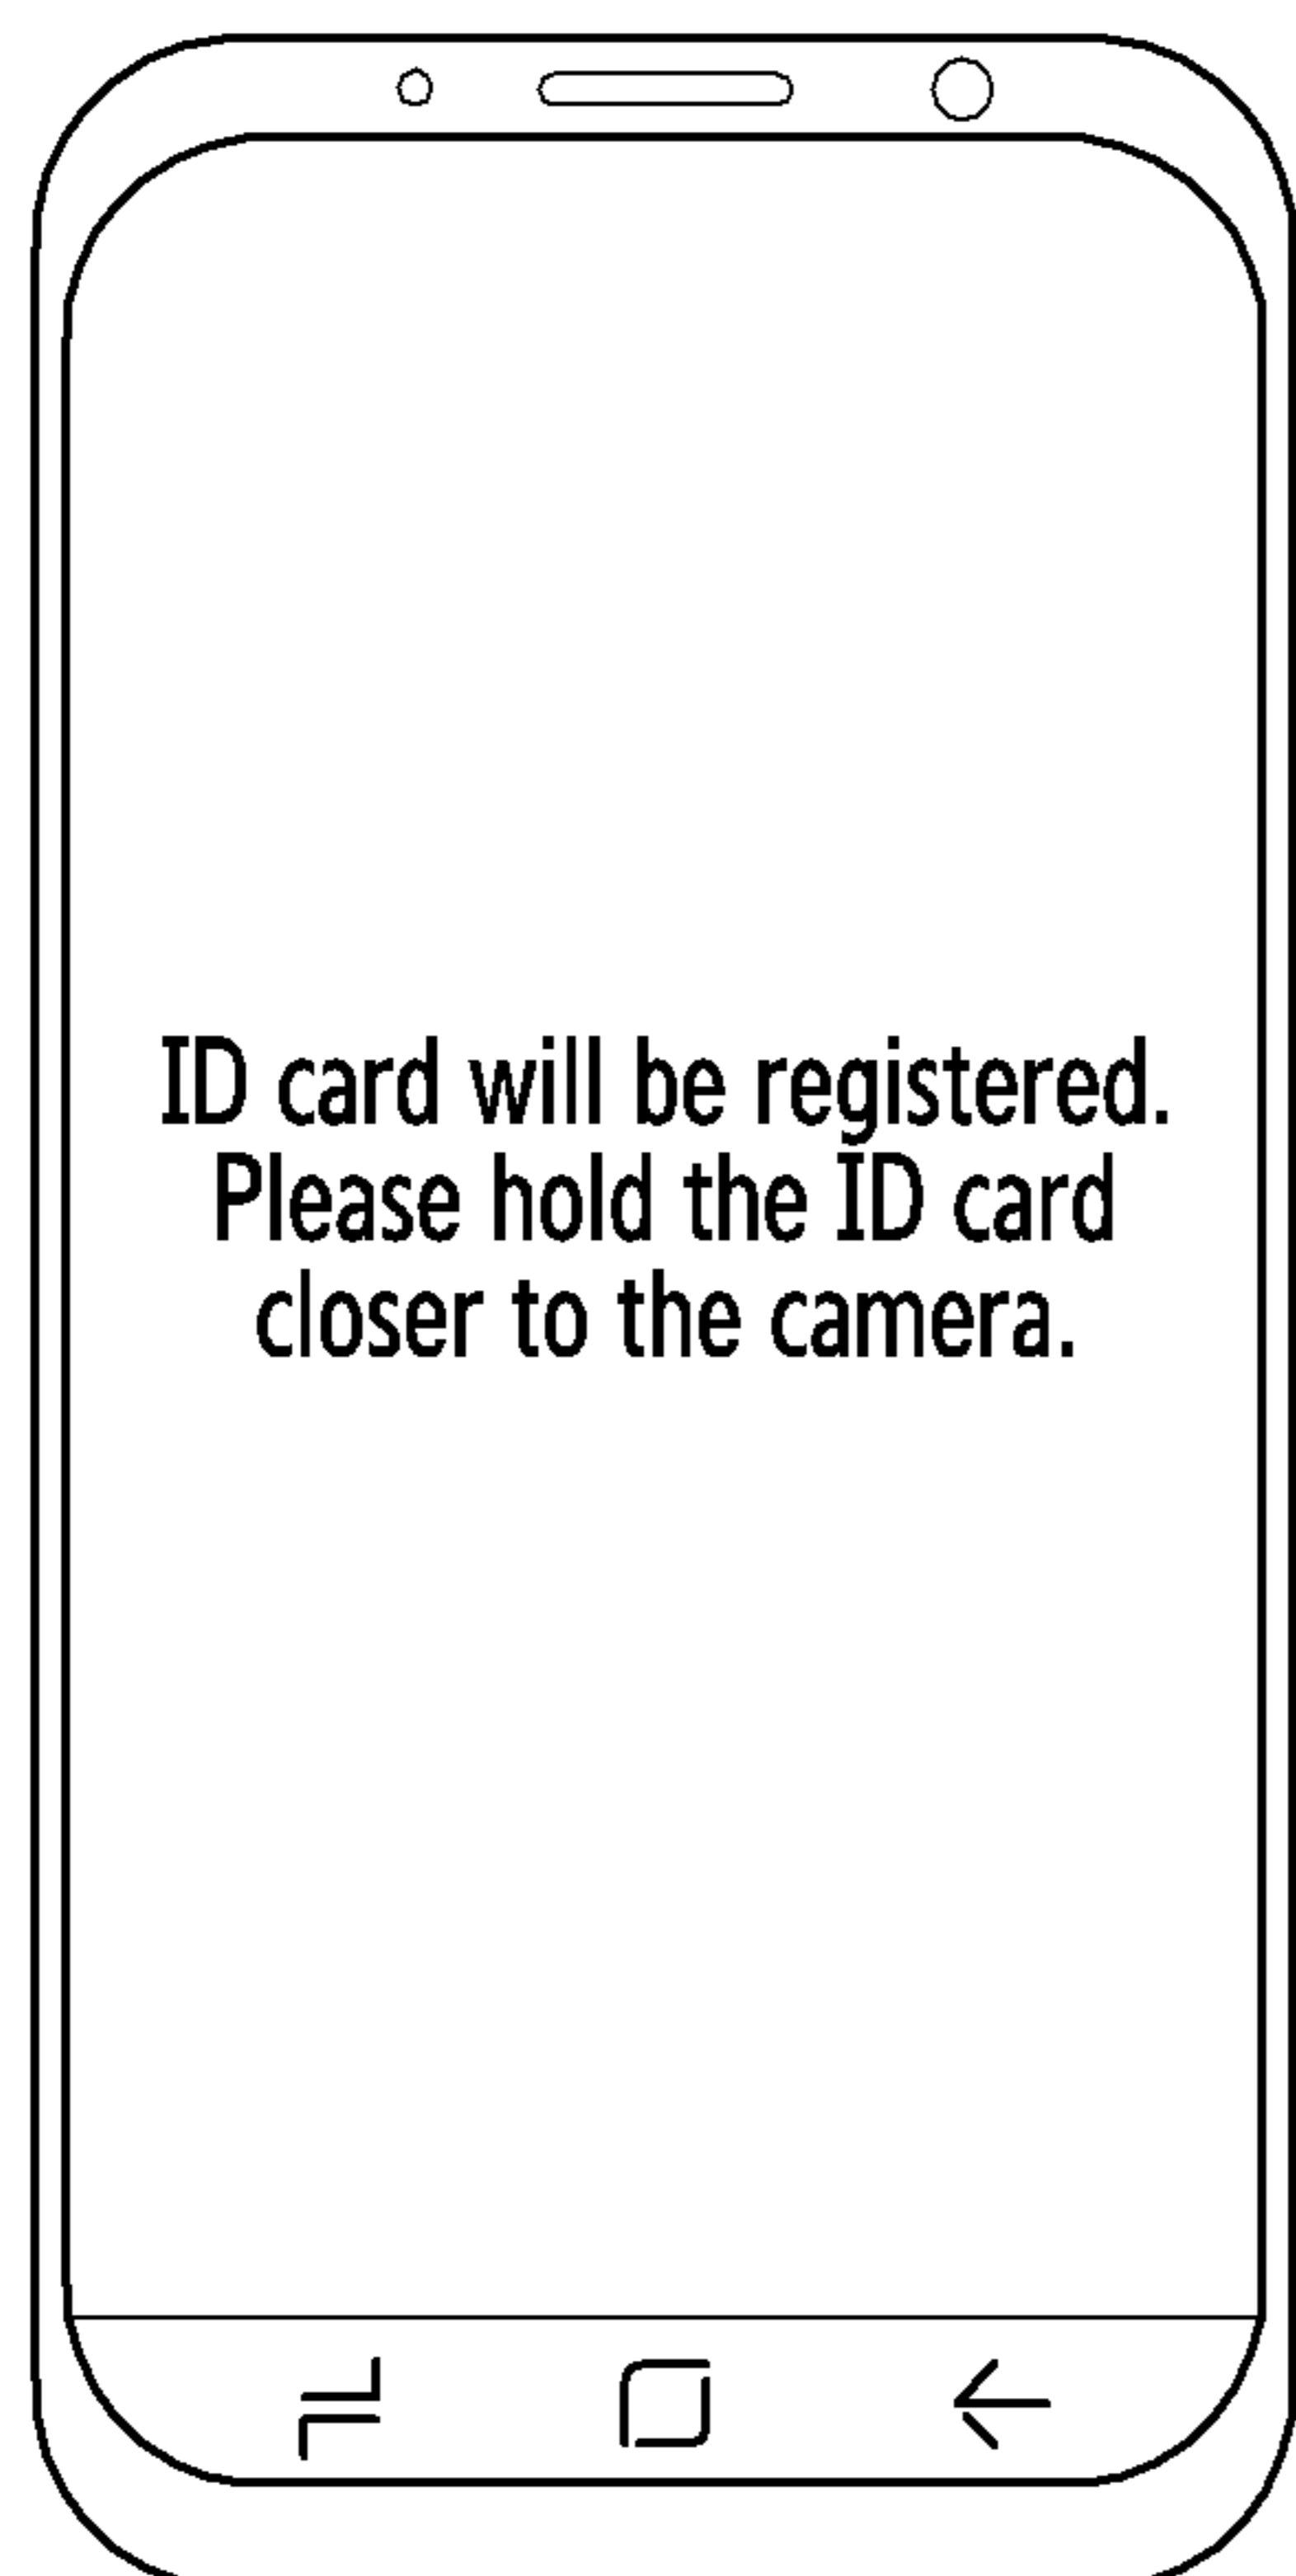 ID card will be registered.
Please hold the ID card
closer to the camera.